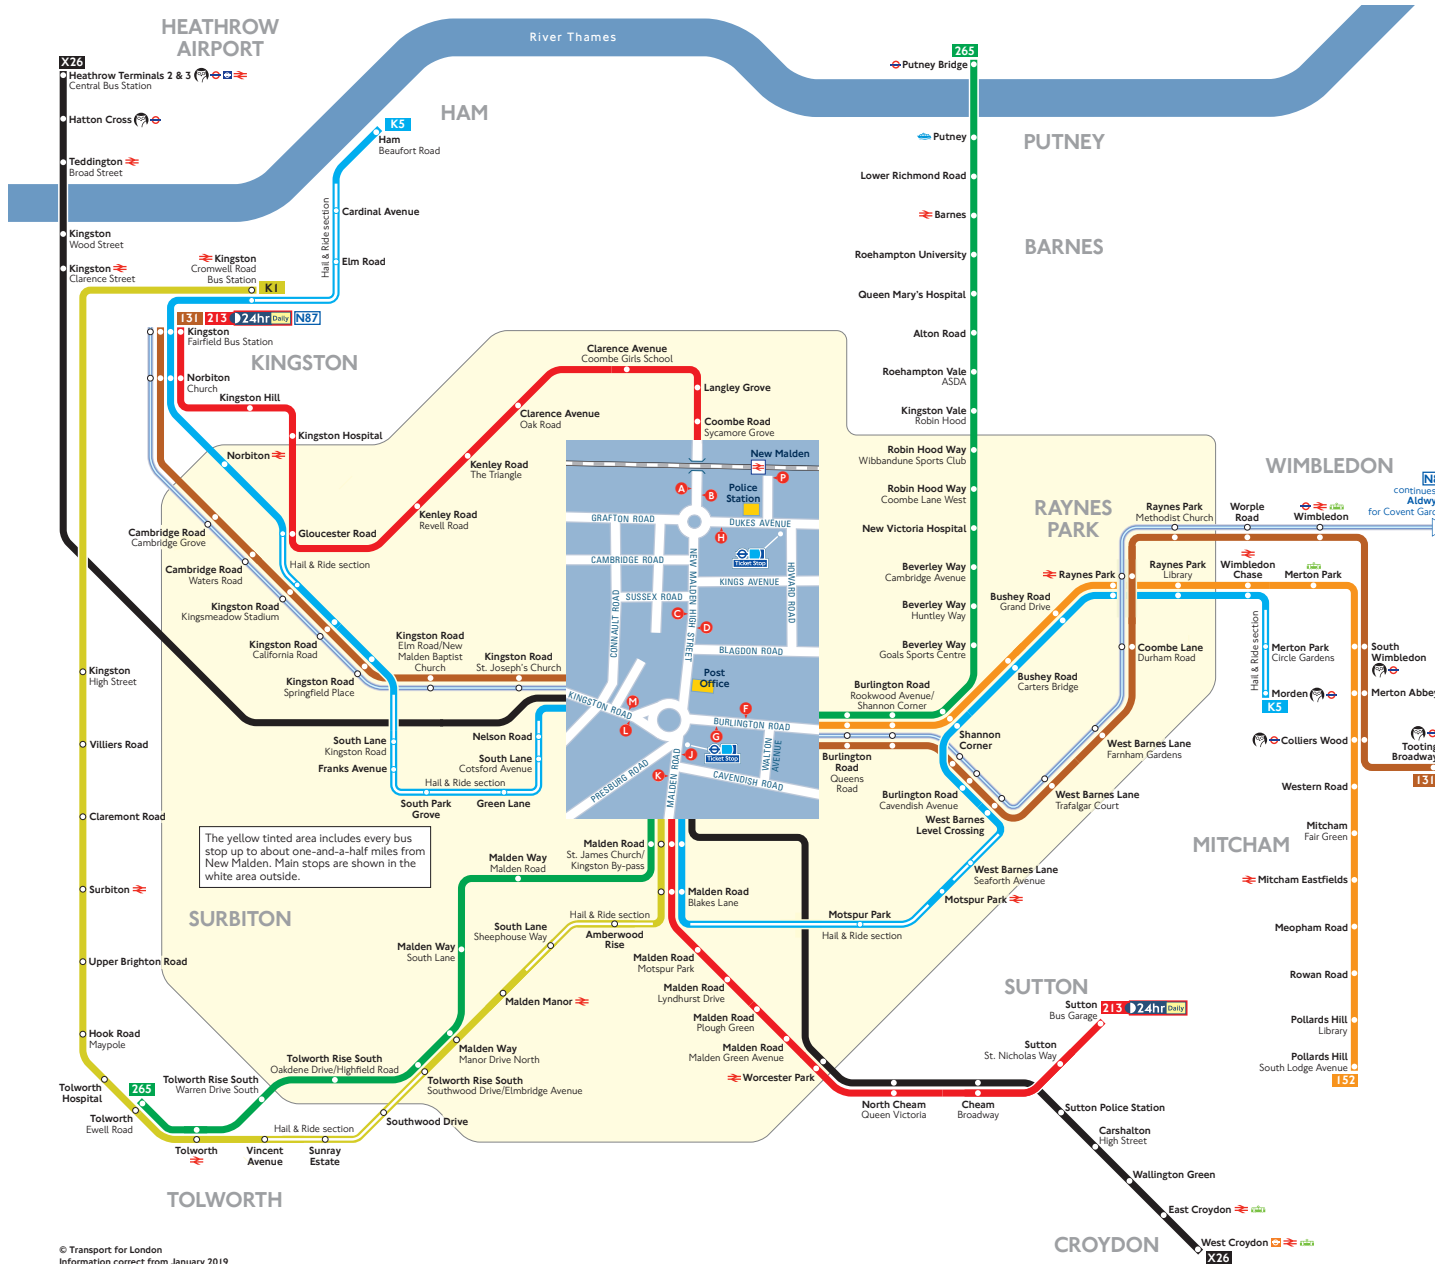 HEATHROW
AIRPORT
River Thames
X26
Heathrow Terminals 2 & 3
Central Bus Station
Hatton Cross
Teddington
Broad Street
Kingston
Wood Street
Kingston
Clarence Street
HAM
K5
Ham
Beaufort Road
Cardinal Avenue
Elm Road
Hail & Ride section
Kingston
Cromwell Road
Bus Station
K1
131 213 24hr Daily N87
Kingston
Fairfield Bus Station
KINGSTON
Norbiton
Church
Kingston Hill
Kingston Hospital
Norbiton
Gloucester Road
Hail & Ride section
Cambridge Road
Cambridge Grove
Cambridge Road
Waters Road
Kingston Road
Kingsmeadow Stadium
Kingston Road
California Road
Kingston Road
Springfield Place
Kingston Road
Elm Road/New
Malden Baptist
Church
Kingston Road
St. Joseph's Church
Clarence Avenue
Coombe Girls School
Langley Grove
Coombe Road
Sycamore Grove
Clarence Avenue
Oak Road
Kenley Road
The Triangle
Kenley Road
Revell Road
265
Putney Bridge
Putney
PUTNEY
Lower Richmond Road
Barnes
BARNES
Roehampton University
Queen Mary's Hospital
Alton Road
Roehampton Vale
ASDA
Kingston Vale
Robin Hood
Robin Hood Way
Wibbandune Sports Club
Robin Hood Way
Coombe Lane West
New Victoria Hospital
Beverley Way
Cambridge Avenue
Beverley Way
Huntley Way
Beverley Way
Goals Sports Centre
Burlington Road
Rookwood Avenue/
Shannon Corner
New Malden
Police
Station
A
B
P
GRAFTON ROAD
DUKES AVENUE
H
Ticket Stop
CAMBRIDGE ROAD
KINGS AVENUE
NEW MALDEN HIGH STREET
HOWARD ROAD
SUSSEX ROAD
CONNAULT ROAD
C
D
BLAGDON ROAD
Post
Office
KINGSTON ROAD
M
L
F
BURLINGTON ROAD
G
J
Ticket Stop
WALTON
AVENUE
K
PRESBURG ROAD
MALDEN ROAD
CAVENDISH ROAD
WIMBLEDON
RAYNES
PARK
Raynes Park
Methodist Church
Worple
Road
Wimbledon
continues
Aldwy
for Covent Gard
Raynes Park
Raynes Park
Library
Wimbledon
Chase
Merton Park
Bushey Road
Grand Drive
Bushey Road
Carters Bridge
Coombe Lane
Durham Road
Hail & Ride section
Merton Park
Circle Gardens
Morden
K5
South
Wimbledon
Merton Abbey
Colliers Wood
Tooting
Broadway
131
Shannon
Corner
West Barnes Lane
Farnham Gardens
West Barnes Lane
Trafalgar Court
Burlington
Road
Queens
Road
Burlington Road
Cavendish Avenue
West Barnes
Level Crossing
West Barnes Lane
Seaforth Avenue
Motspur Park
Motspur Park
Hail & Ride section
Western Road
Mitcham
Fair Green
MITCHAM
Mitcham Eastfields
Meopham Road
Rowan Road
Pollards Hill
Library
Pollards Hill
South Lodge Avenue
152
Kingston
High Street
Villiers Road
Claremont Road
Surbiton
SURBITON
Upper Brighton Road
Hook Road
Maypole
Tolworth
Hospital
Tolworth
Ewell Road
South Lane
Kingston Road
Franks Avenue
Nelson Road
South Lane
Cotsford Avenue
Hail & Ride section
South Park
Grove
Green Lane
The yellow tinted area includes every bus
stop up to about one-and-a-half miles from
New Malden. Main stops are shown in the
white area outside.
Malden Road
St. James Church/
Kingston By-pass
Malden Way
Malden Road
Malden Road
Blakes Lane
Hail & Ride section
Amberwood
Rise
South Lane
Sheephouse Way
Malden Way
South Lane
Malden Manor
Malden Way
Manor Drive North
Tolworth Rise South
Oakdene Drive/Highfield Road
Tolworth Rise South
Southwood Drive/Elmbridge Avenue
Tolworth Rise South
Warren Drive South
265
Southwood Drive
Hail & Ride section
Tolworth
Vincent
Avenue
Sunray
Estate
TOLWORTH
Malden Road
Motspur Park
Malden Road
Lyndhurst Drive
Malden Road
Plough Green
Malden Road
Malden Green Avenue
Worcester Park
North Cheam
Queen Victoria
Cheam
Broadway
SUTTON
Sutton
Bus Garage
213 24hr Daily
Sutton
St. Nicholas Way
Sutton Police Station
Carshalton
High Street
Wallington Green
East Croydon
West Croydon
X26
CROYDON
© Transport for London
Information correct from January 2019